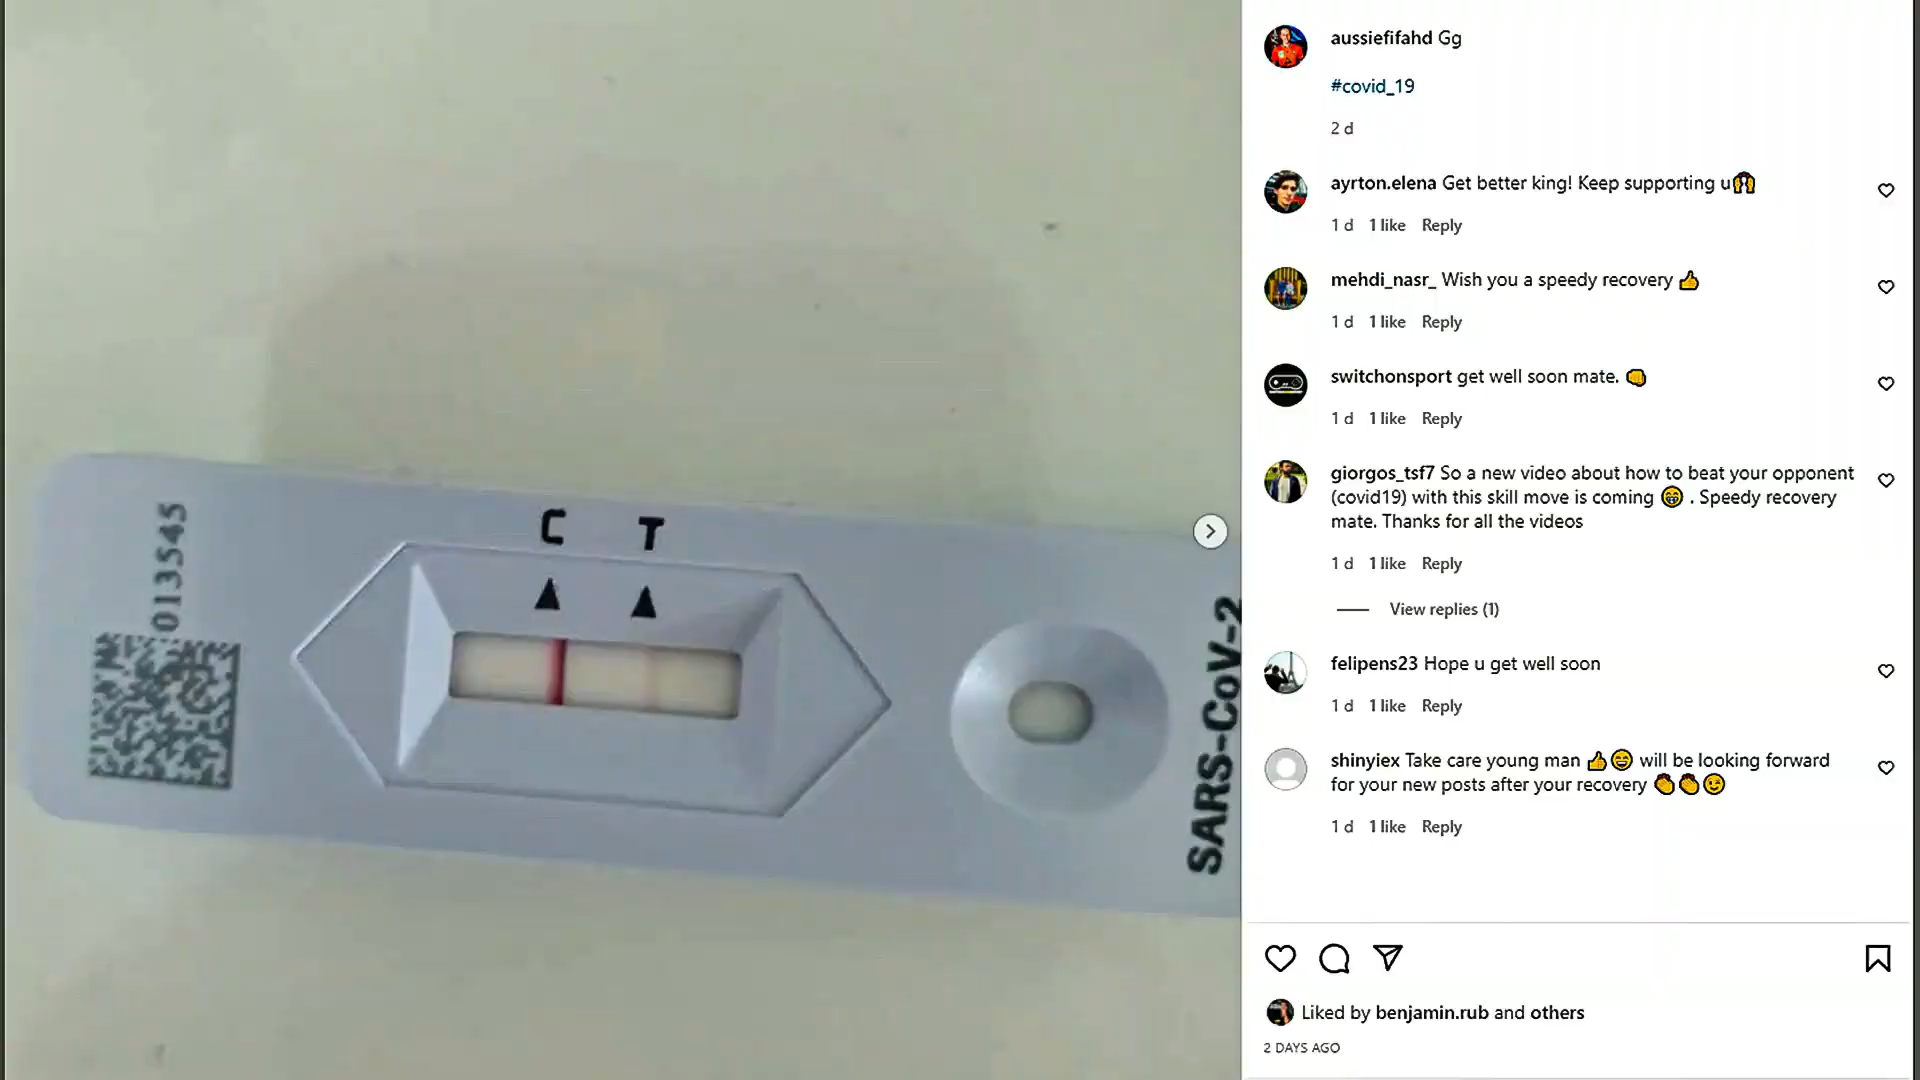 013545
C T
SARS-CoV-2
aussiefifahd Gg
#covid_19
2 d
ayrton.elena Get better king! Keep supporting u🙌
1 d 1 like Reply
mehdi_nasr_ Wish you a speedy recovery 👍
1 d 1 like Reply
switchonsport get well soon mate. 👊
1 d 1 like Reply
giorgos_tsf7 So a new video about how to beat your opponent
(covid19) with this skill move is coming 😁 . Speedy recovery
mate. Thanks for all the videos
1 d 1 like Reply
View replies (1)
felipens23 Hope u get well soon
1 d 1 like Reply
shinyiex Take care young man 👍😄 will be looking forward
for your new posts after your recovery 👏👏😉
1 d 1 like Reply
Liked by benjamin.rub and others
2 DAYS AGO